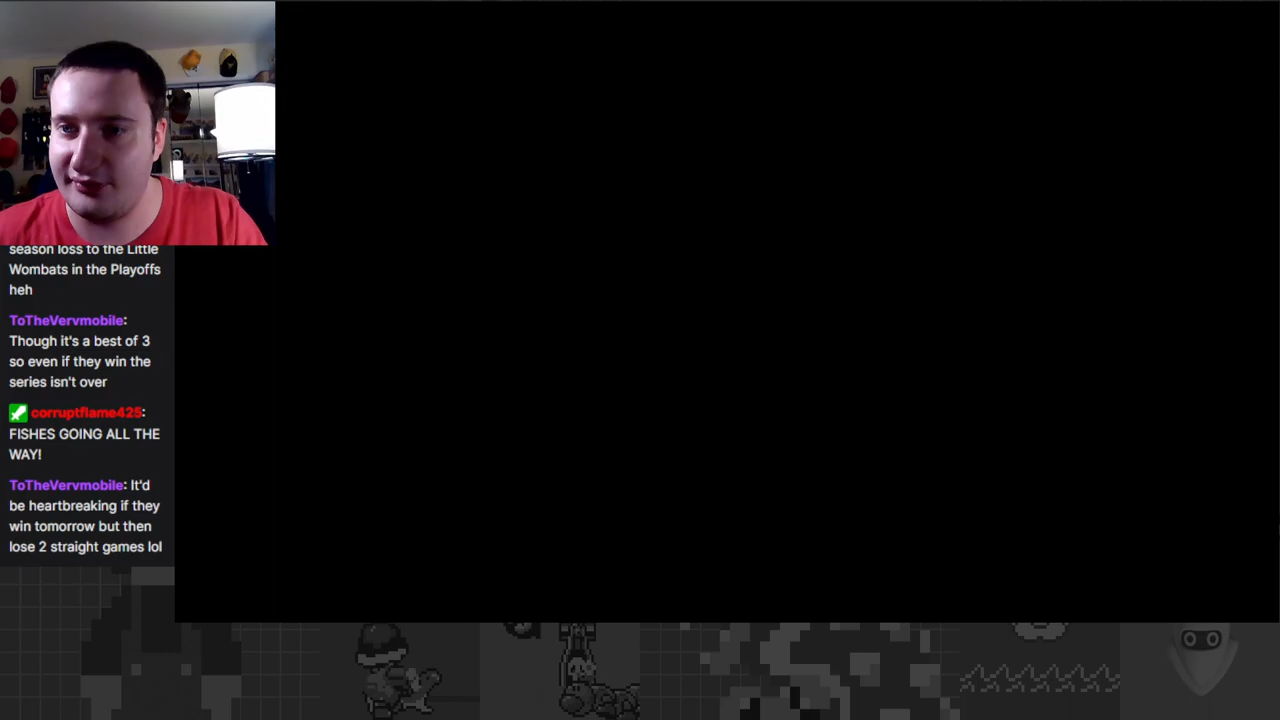 season loss to the Little
Wombats in the Playoffs
heh
ToTheVervmobile:
Though it's a best of 3
so even if they win the
series isn't over
corruptflame425:
FISHES GOING ALL THE
WAY!
ToTheVervmobile: It'd
be heartbreaking if they
win tomorrow but then
lose 2 straight games lol